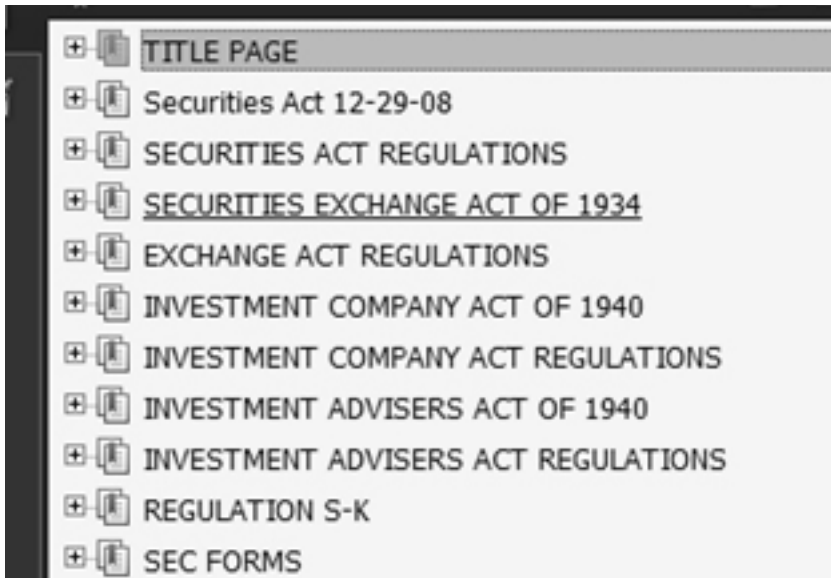 TITLE PAGE
Securities Act 12-29-08
SECURITIES ACT REGULATIONS
SECURITIES EXCHANGE ACT OF 1934
EXCHANGE ACT REGULATIONS
INVESTMENT COMPANY ACT OF 1940
INVESTMENT COMPANY ACT REGULATIONS
INVESTMENT ADVISERS ACT OF 1940
INVESTMENT ADVISERS ACT REGULATIONS
REGULATION S-K
SEC FORMS